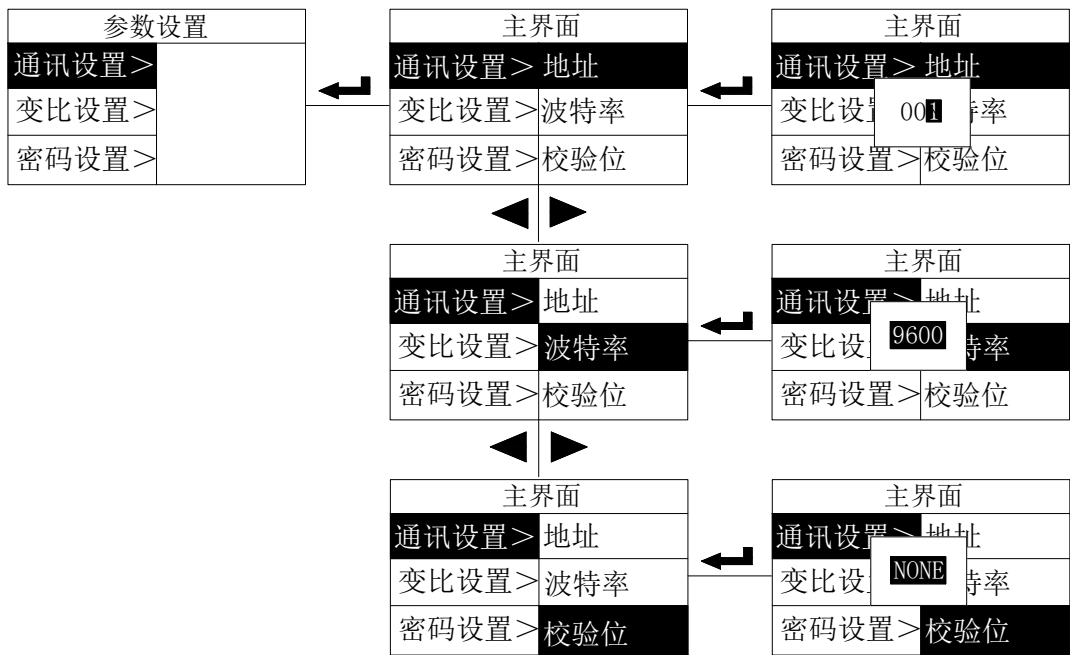 参数设置
通讯设置>
变比设置>
密码设置>
主界面
通讯设置> 地址
变比设置> 波特率
密码设置> 校验位
主界面
通讯设置> 地址
变比设 特率
001
密码设置> 校验位
主界面
通讯设置> 地址
变比设置> 波特率
密码设置> 校验位
主界面
通讯设置> 地址
变比设 特率
9600
密码设置> 校验位
主界面
通讯设置> 地址
变比设置> 波特率
密码设置> 校验位
主界面
通讯设置> 地址
变比设 特率
NONE
密码设置> 校验位